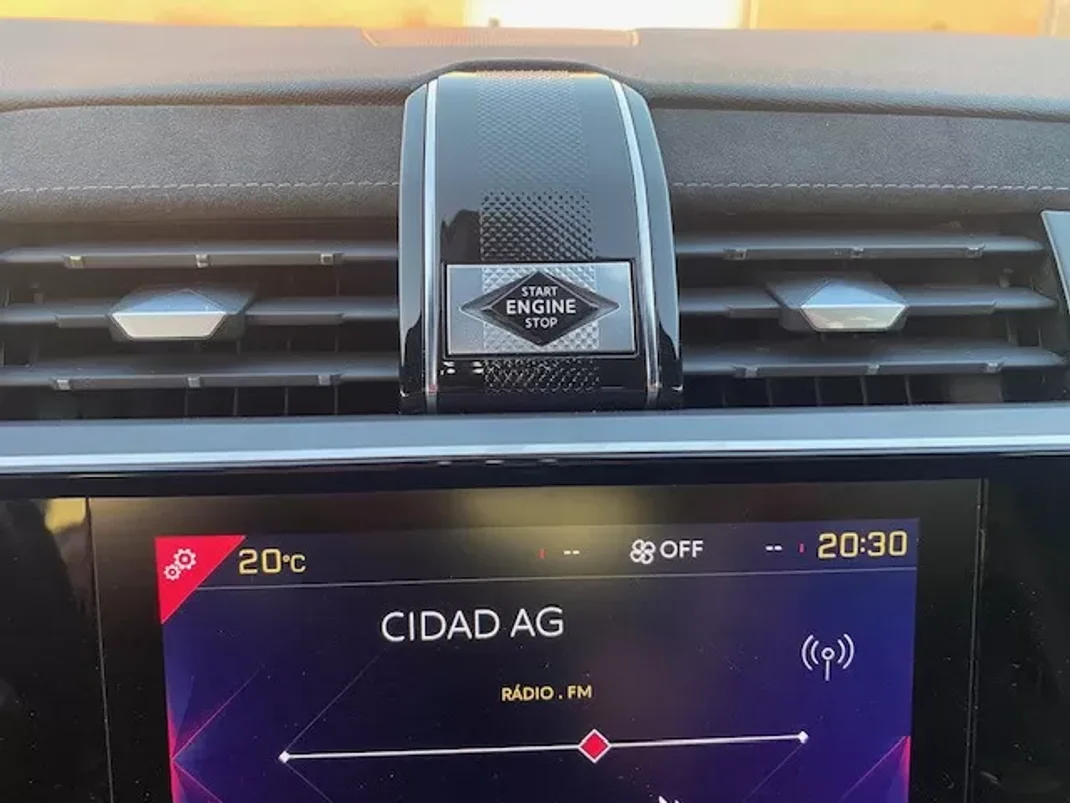 START
ENGINE
STOP
20°C
--
OFF
--
20:30
CIDAD AG
RÁDIO . FM